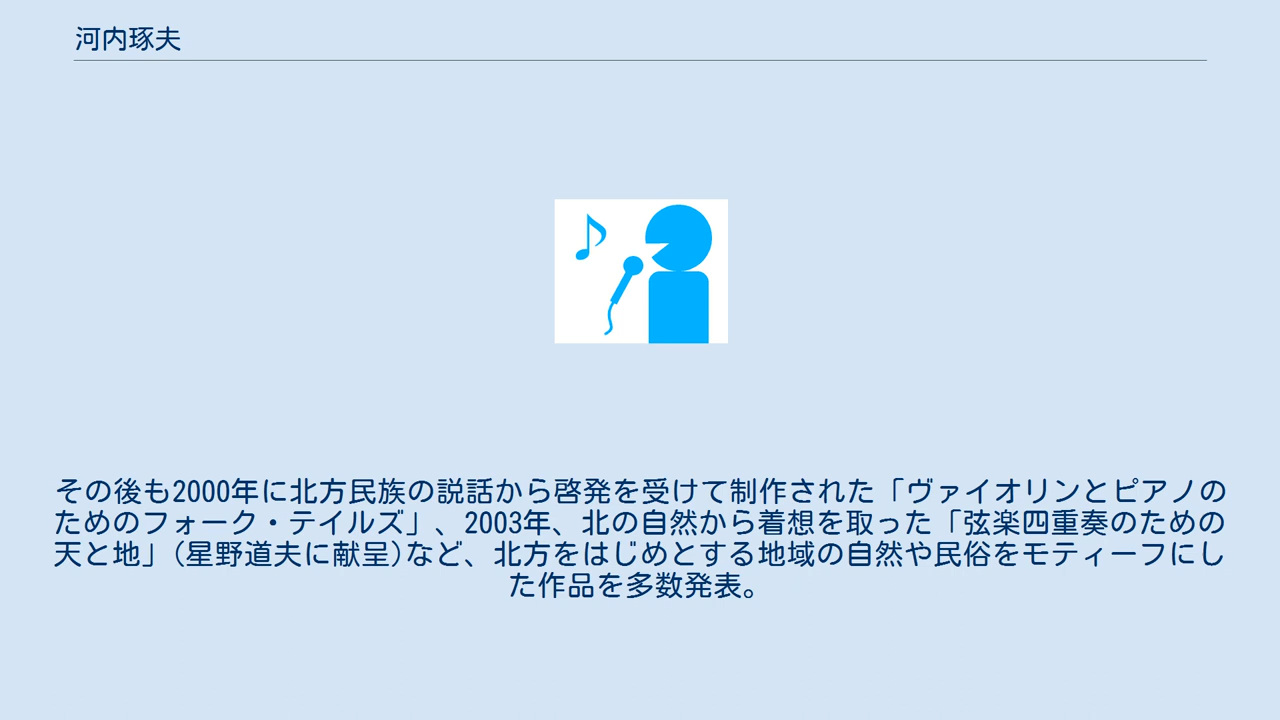 河内琢夫
その後も2000年に北方民族の説話から啓発を受けて制作された「ヴァイオリンとピアノの
ためのフォーク・テイルズ」、2003年、北の自然から着想を取った「弦楽四重奏のための
天と地」(星野道夫に献呈)など、北方をはじめとする地域の自然や民俗をモティーフにし
た作品を多数発表。